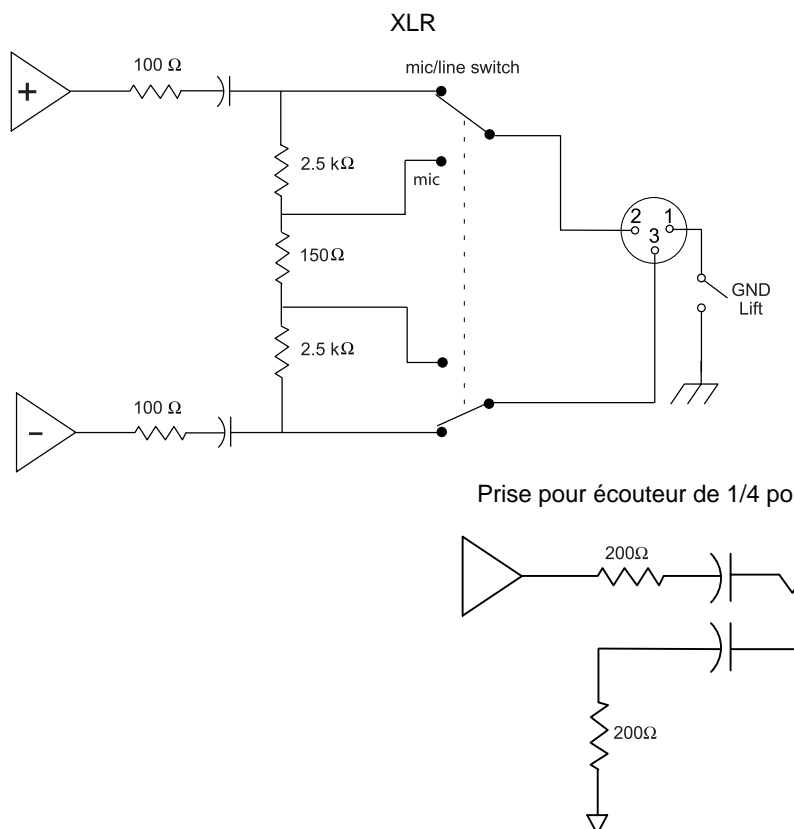 XLR
100 Ω
mic/line switch
+
2.5 kΩ
mic
150Ω
2 1
3
GND
Lift
2.5 kΩ
100 Ω
-
Prise pour écouteur de 1/4 po
200Ω
200Ω